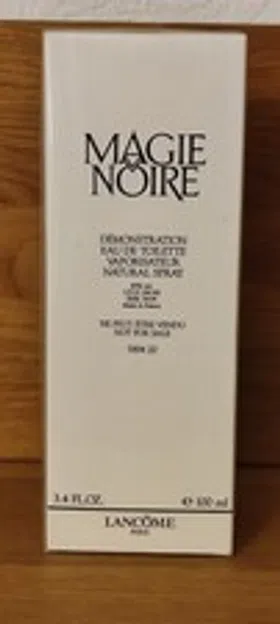 MAGIE
NOIRE
DÉMONSTRATION
EAU DE TOILETTE
VAPORISATEUR
NATURAL SPRAY
NE PEUT ÊTRE VENDU
NOT FOR SALE
3.4 FL.OZ. ℮ 100 ml
LANCÔME
PARIS